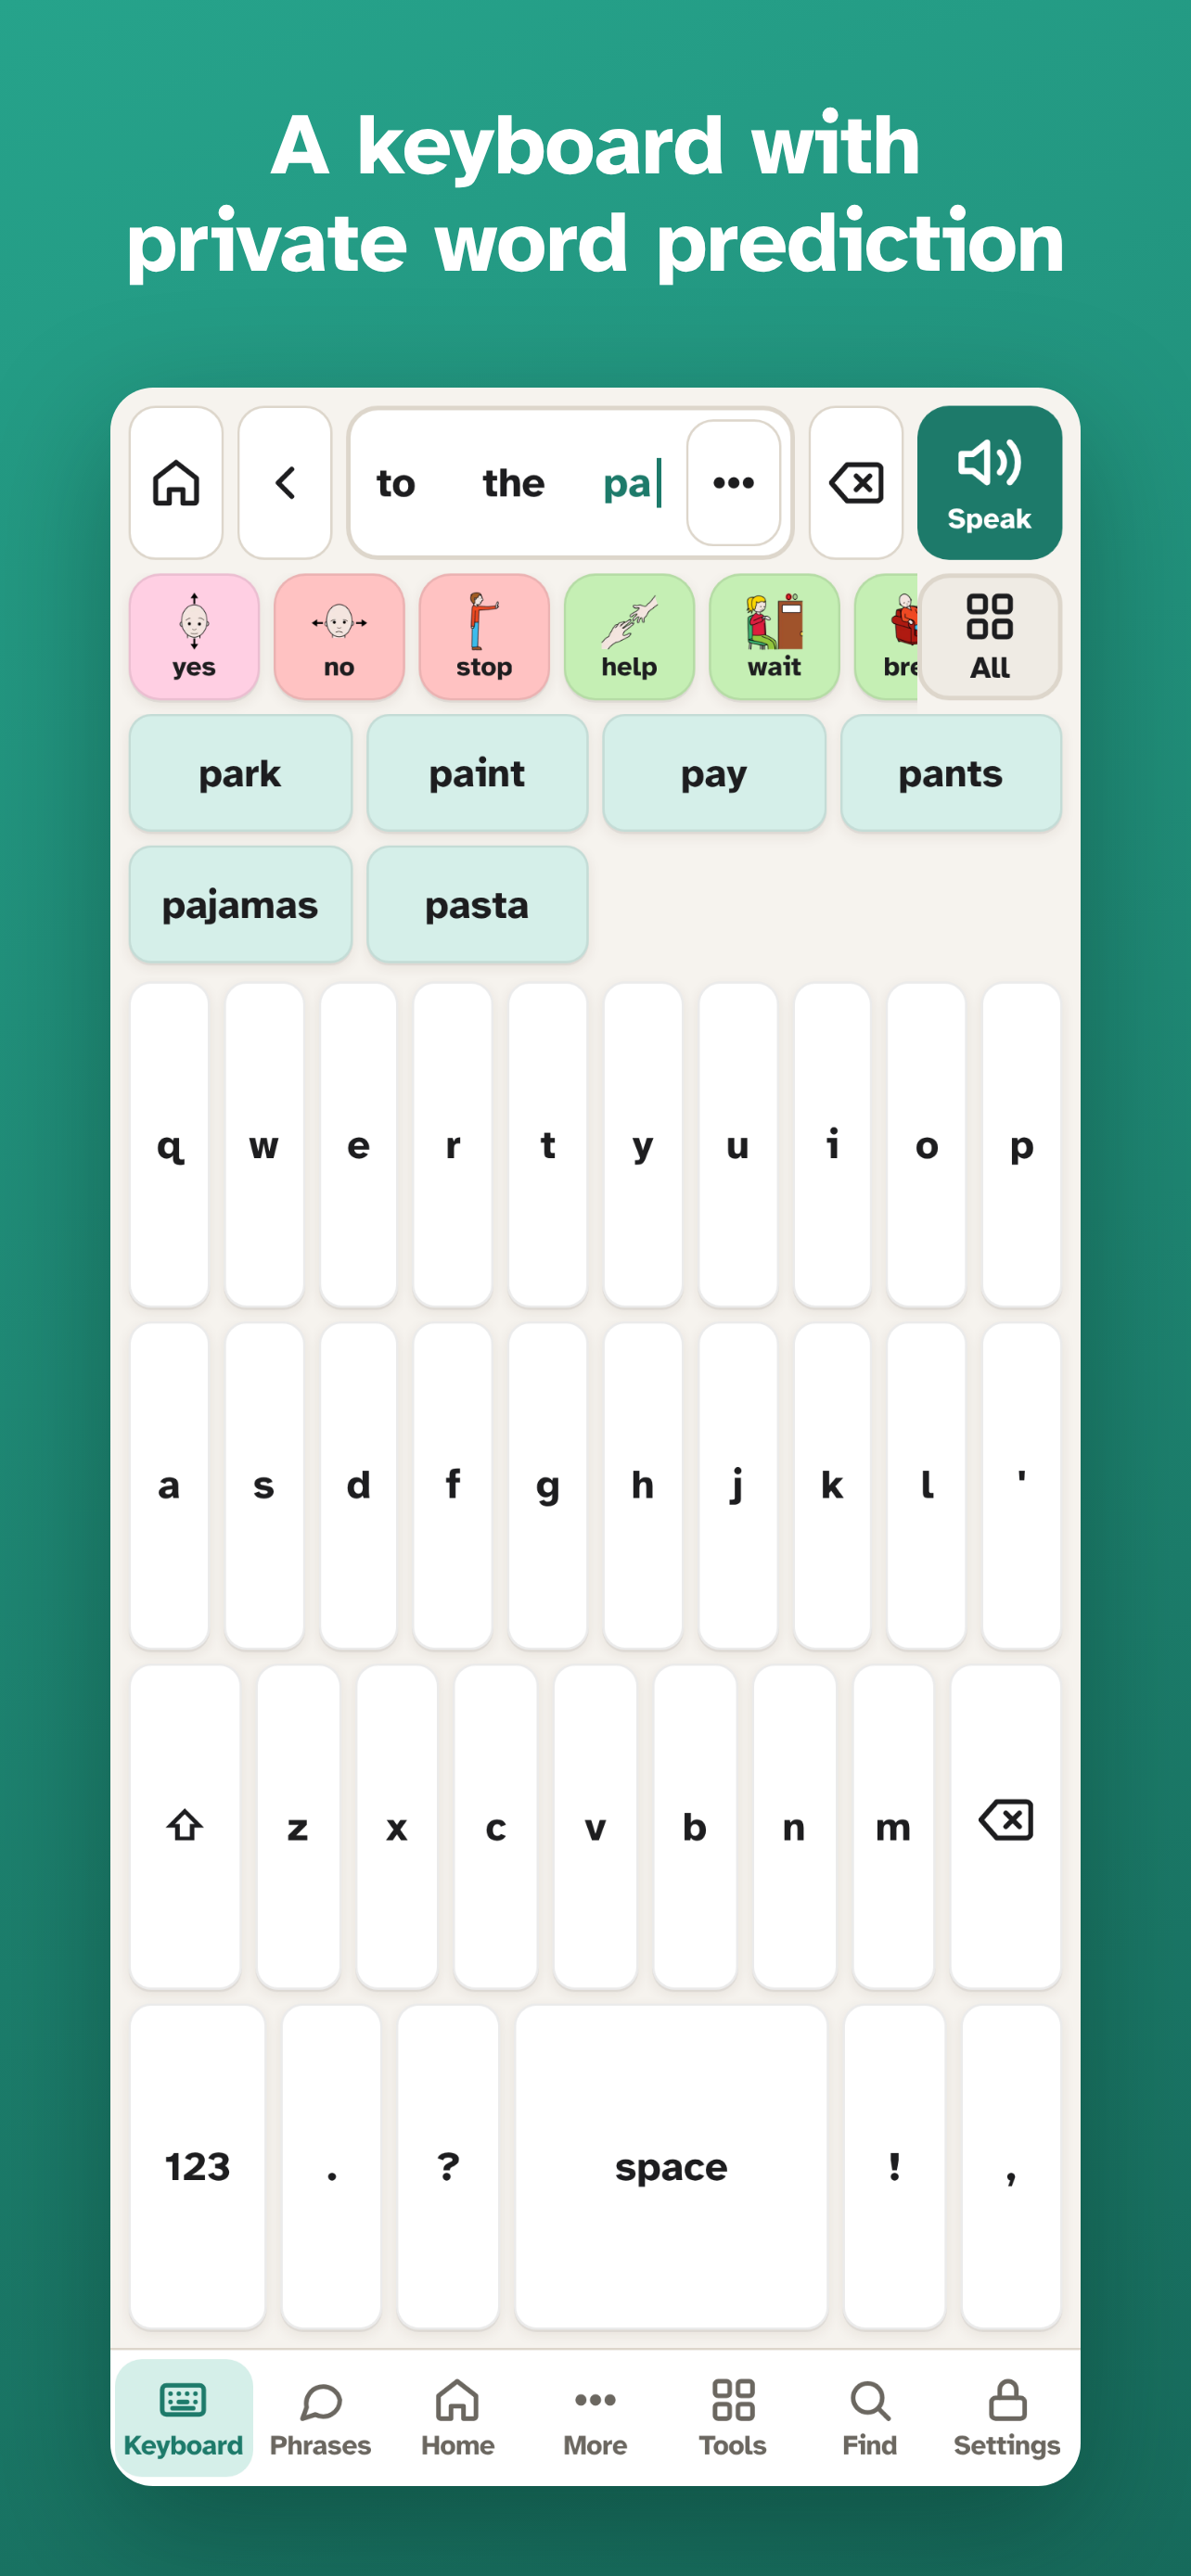 A keyboard with
private word prediction
to the pa
Speak
yes no stop help wait bre All
park paint pay pants
pajamas pasta
q w e r t y u i o p
a s d f g h j k l '
z x c v b n m
123 . ? space ! ,
Keyboard Phrases Home More Tools Find Settings